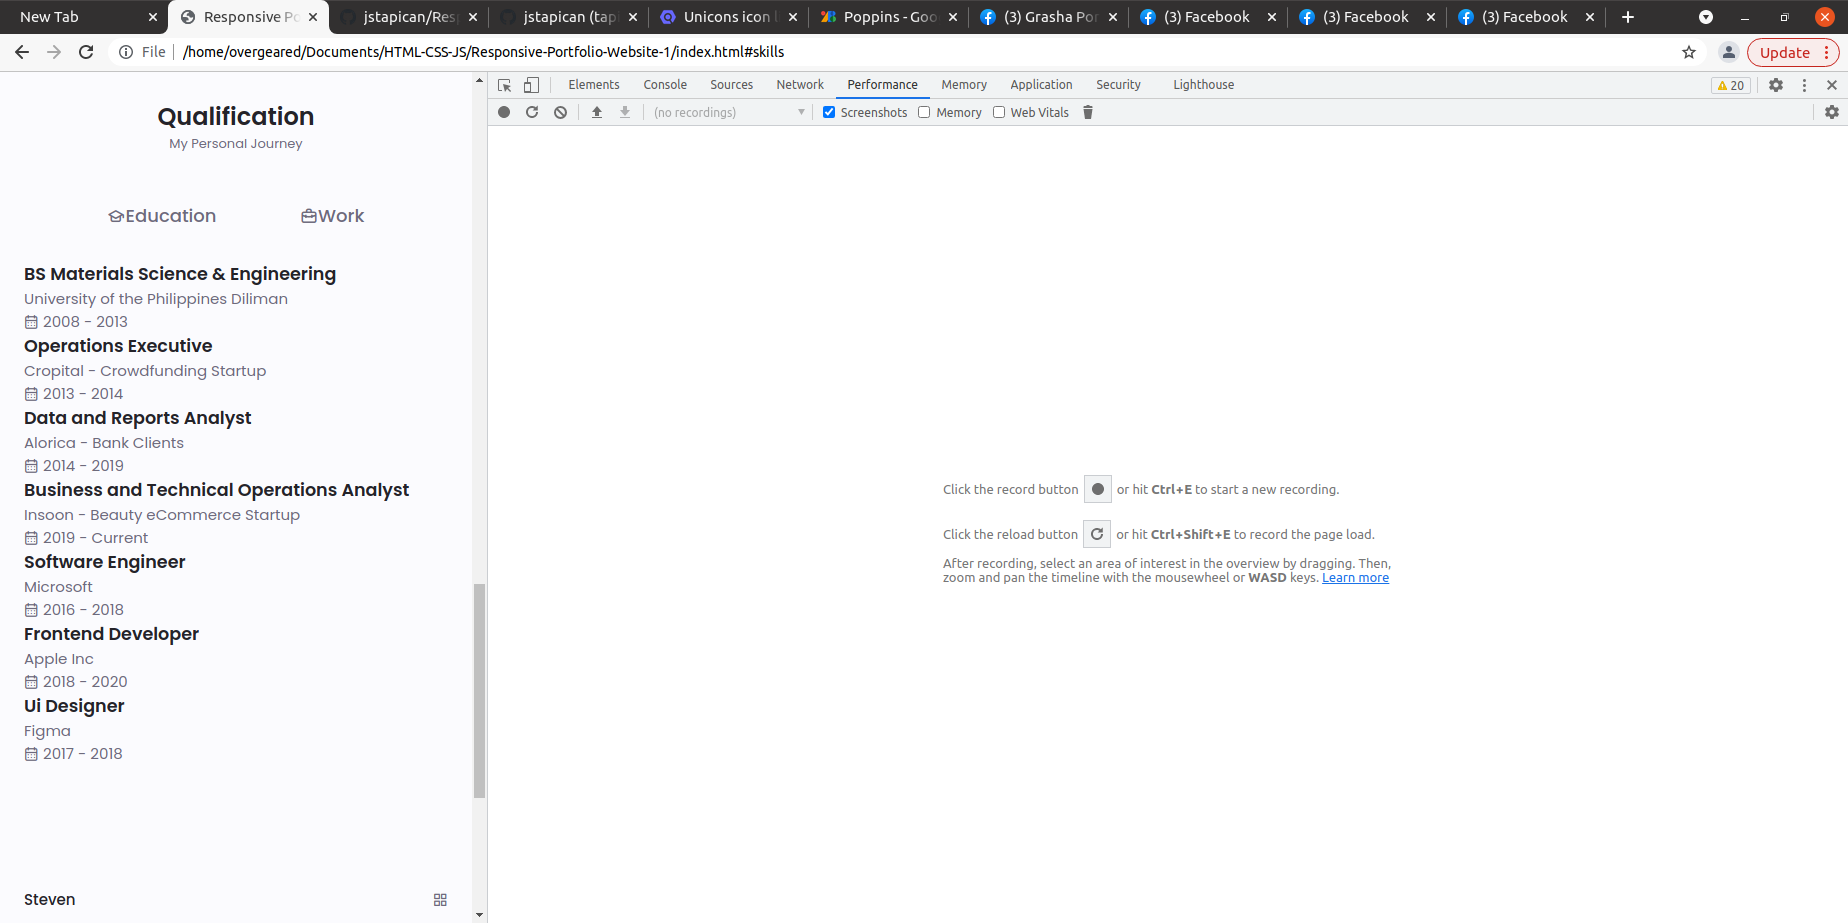 New Tab
Responsive Po
jstapican/Resp
jstapican (tap
Unicons icon l
Poppins - Goo
(3) Grasha Por
(3) Facebook
(3) Facebook
(3) Facebook
File
/home/overgeared/Documents/HTML-CSS-JS/Responsive-Portfolio-Website-1/index.html#skills
Update
Elements Console Sources Network Performance Memory Application Security Lighthouse
20
(no recordings)
Screenshots Memory Web Vitals
Qualification
My Personal Journey
Education Work
BS Materials Science & Engineering
University of the Philippines Diliman
2008 - 2013
Operations Executive
Cropital - Crowdfunding Startup
2013 - 2014
Data and Reports Analyst
Alorica - Bank Clients
2014 - 2019
Business and Technical Operations Analyst
Insoon - Beauty eCommerce Startup
2019 - Current
Software Engineer
Microsoft
2016 - 2018
Frontend Developer
Apple Inc
2018 - 2020
Ui Designer
Figma
2017 - 2018
Steven
Click the record button or hit Ctrl+E to start a new recording.
Click the reload button or hit Ctrl+Shift+E to record the page load.
After recording, select an area of interest in the overview by dragging. Then,
zoom and pan the timeline with the mousewheel or WASD keys. Learn more